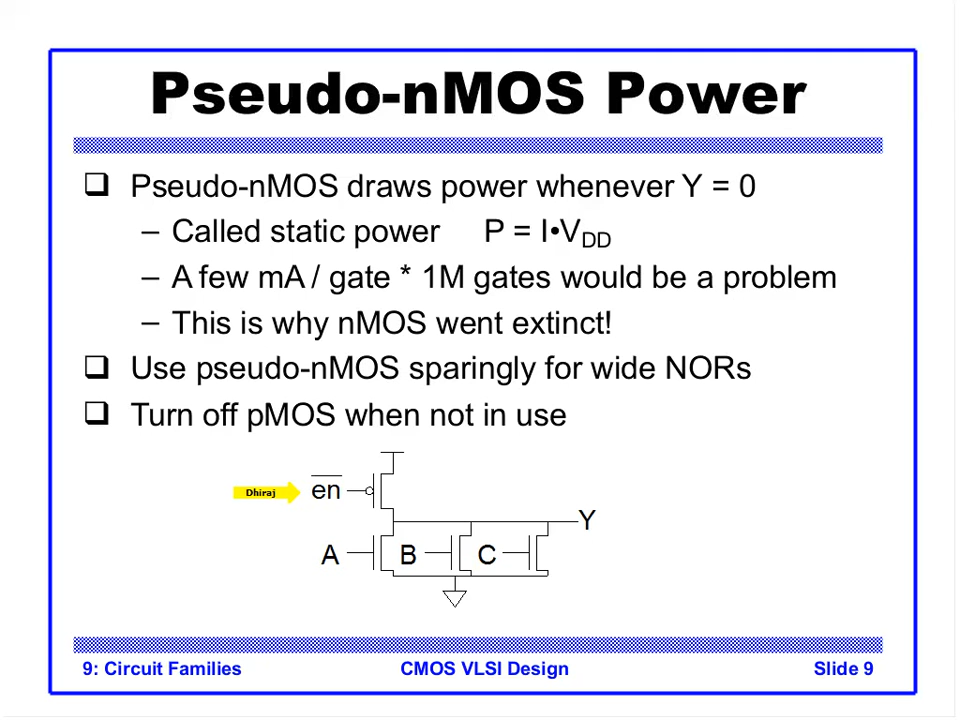 Pseudo-nMOS Power
❑ Pseudo-nMOS draws power whenever Y = 0
– Called static power P = I•V_DD
– A few mA / gate * 1M gates would be a problem
– This is why nMOS went extinct!
❑ Use pseudo-nMOS sparingly for wide NORs
❑ Turn off pMOS when not in use
Dhiraj e̅n̅
Y
A B C
9: Circuit Families CMOS VLSI Design Slide 9